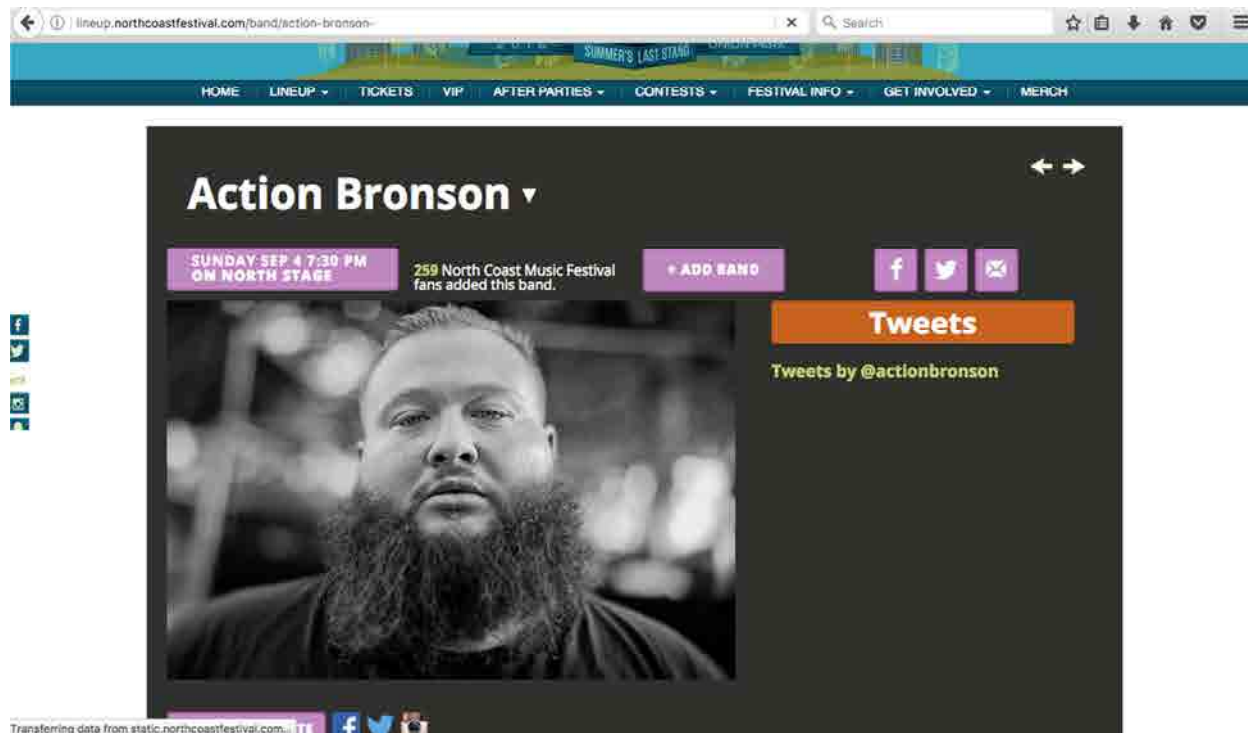 lineup.northcoastfestival.com/band/action-bronson-
Search
SUMMER'S LAST STAND
HOME LINEUP TICKETS VIP AFTER PARTIES CONTESTS FESTIVAL INFO GET INVOLVED MERCH
Action Bronson
SUNDAY SEP 4 7:30 PM
ON NORTH STAGE
259 North Coast Music Festival
fans added this band.
+ ADD BAND
Tweets
Tweets by @actionbronson
Transferring data from static.northcoastfestival.com...